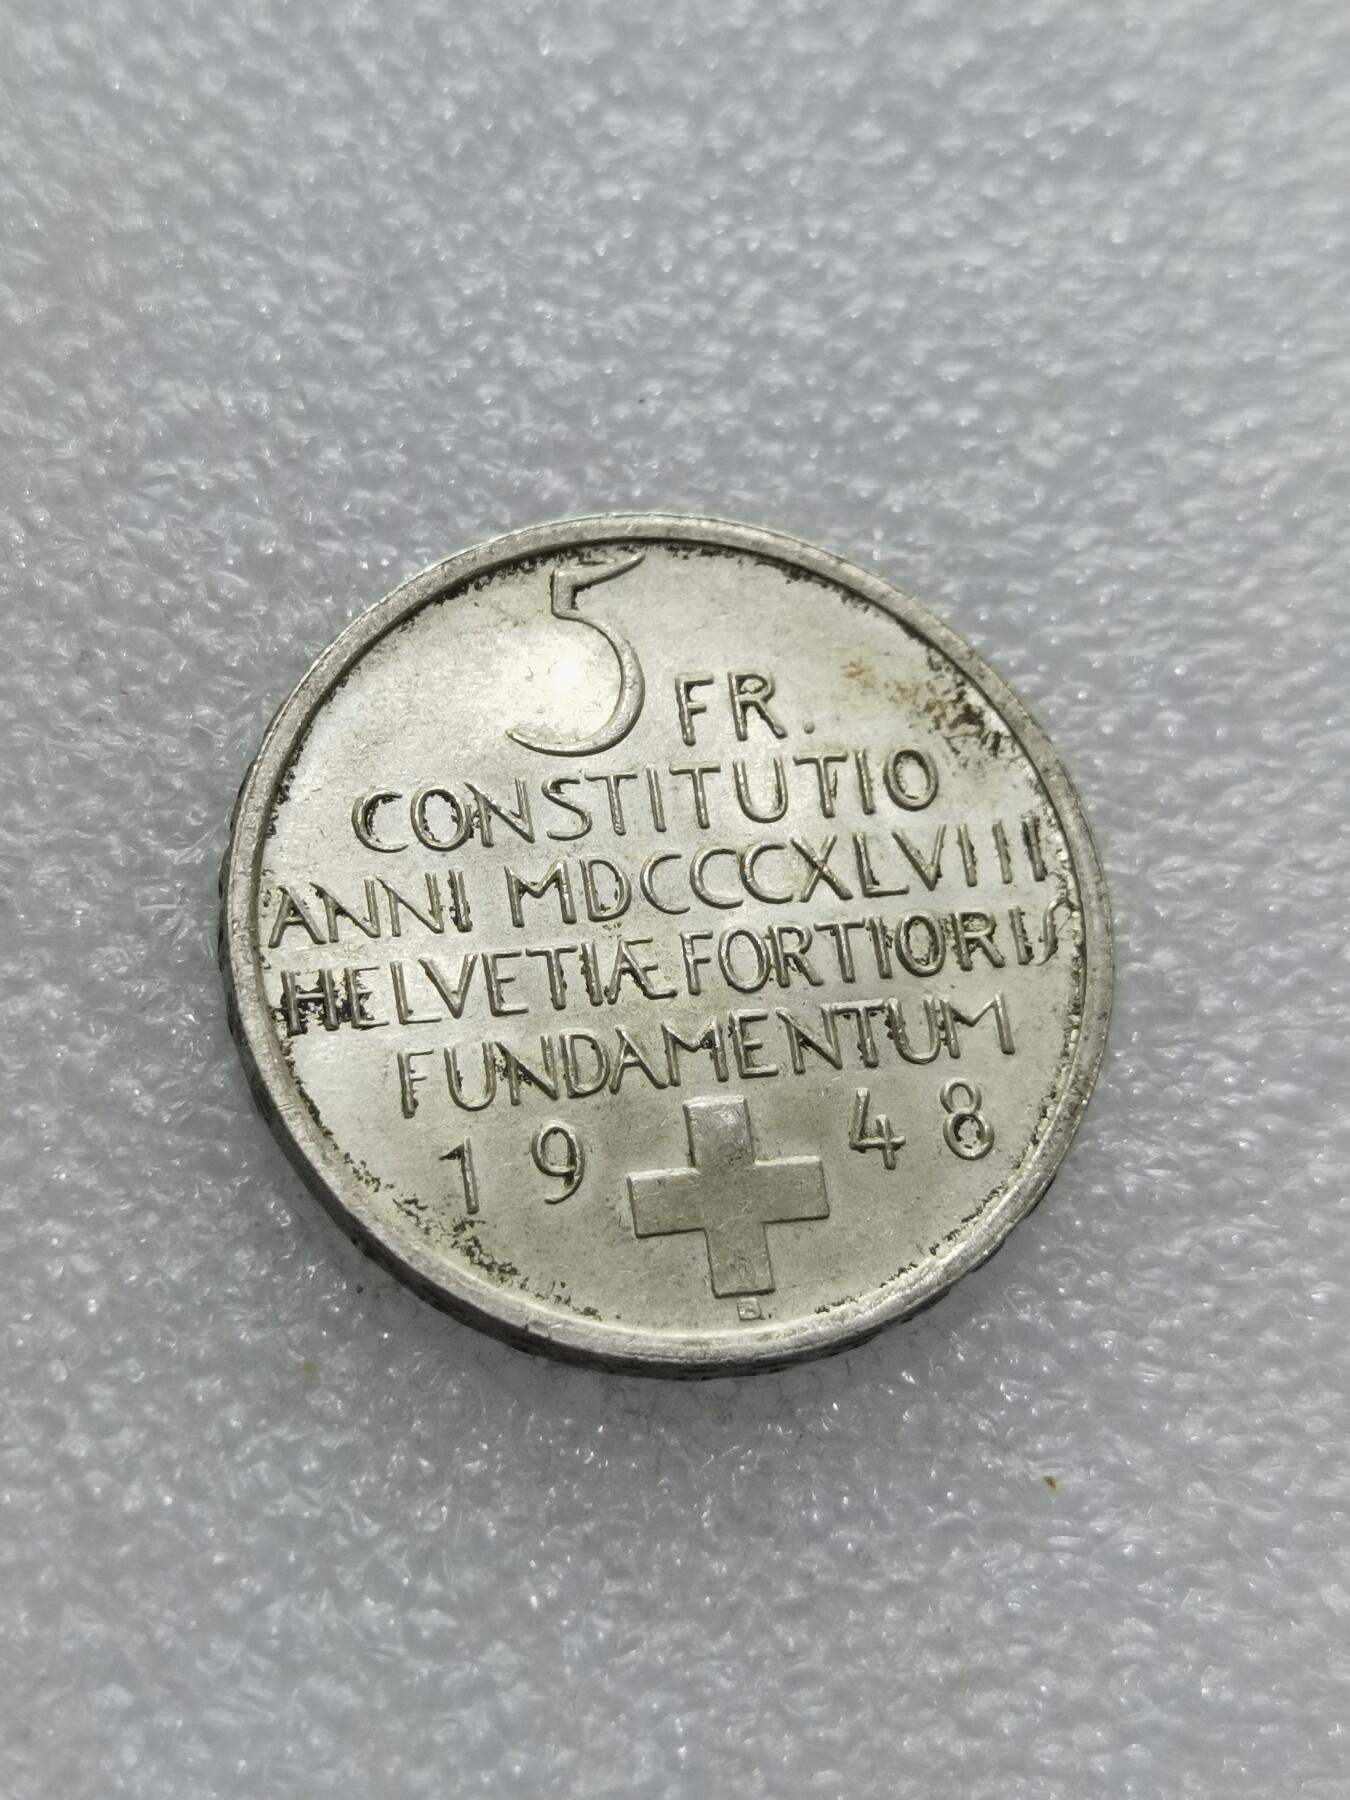 5 FR.
CONSTITUTIO
ANNI MDCCCXLVIII
HELVETIÆ FORTIORIS
FUNDAMENTUM
19 48
B